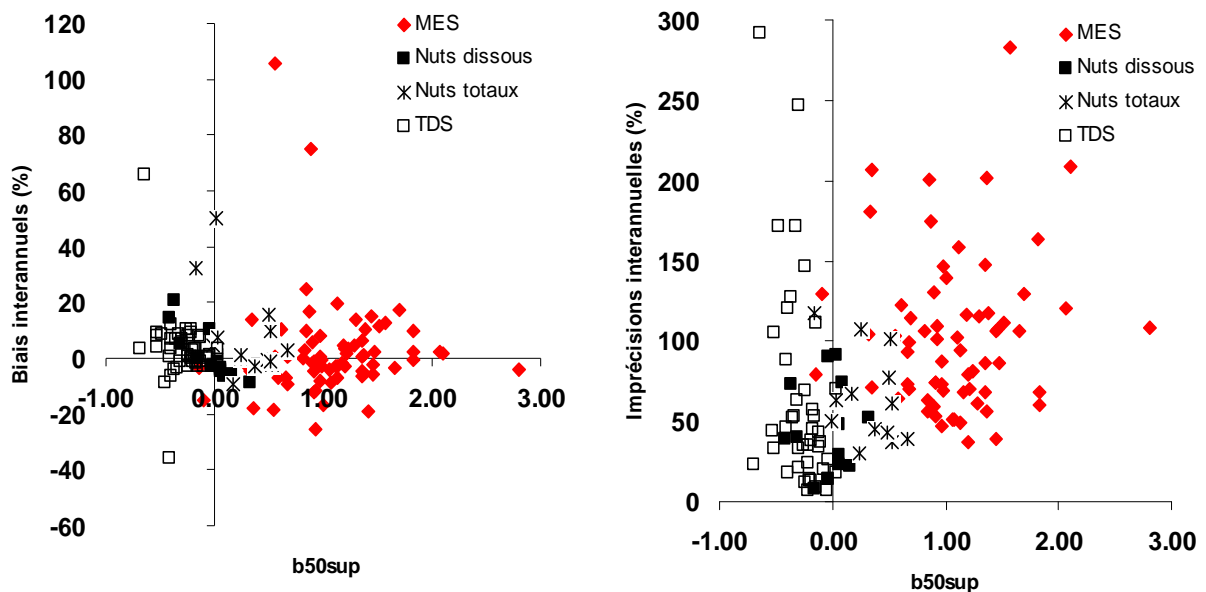 120
100
80
60
40
20
0
-20
-40
-60
-1.00 0.00 1.00 2.00 3.00
Biais interannuels (%)
b50sup
MES
Nuts dissous
Nuts totaux
TDS
300
250
200
150
100
50
0
-1.00 0.00 1.00 2.00 3.00
Imprécisions interannuelles (%)
b50sup
MES
Nuts dissous
Nuts totaux
TDS